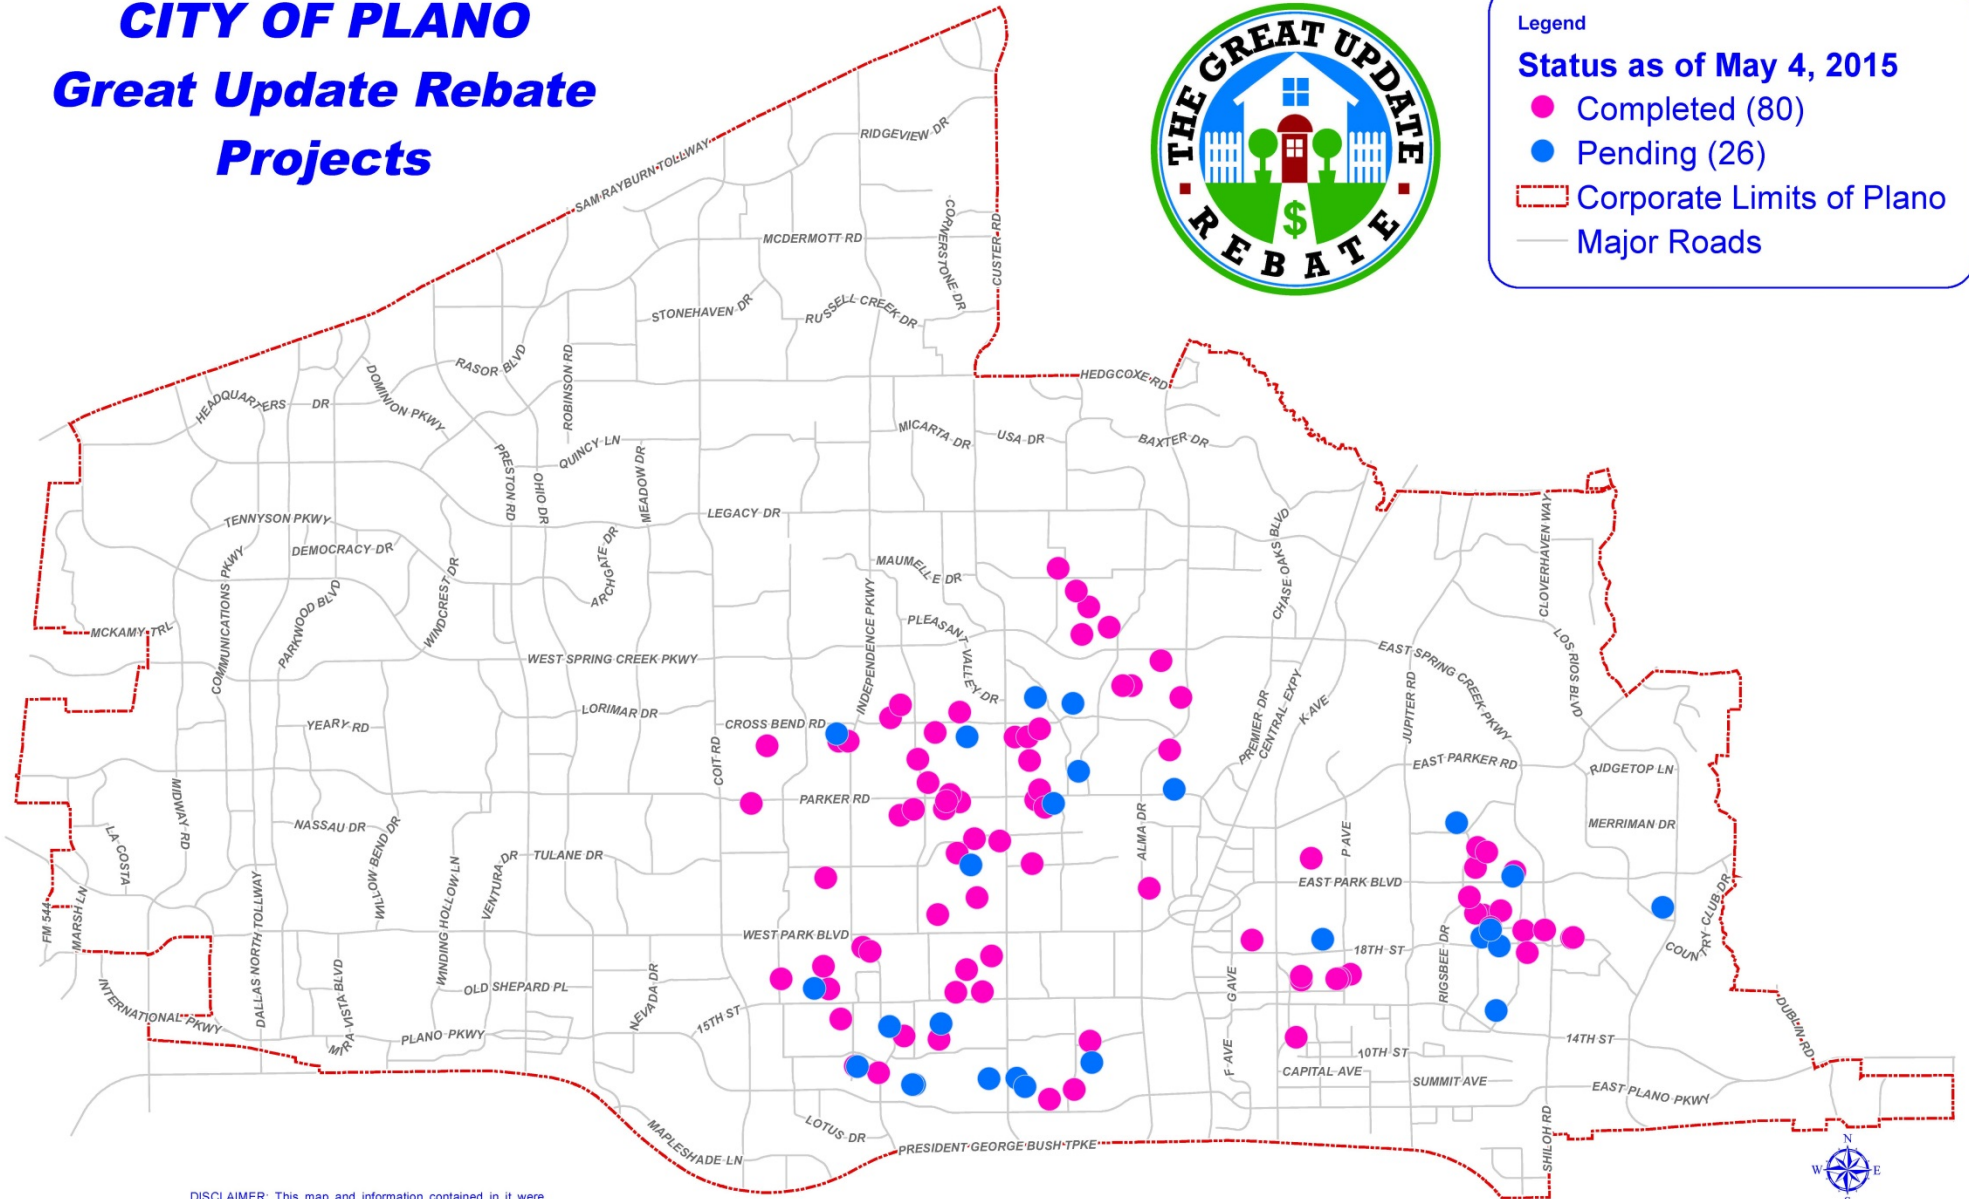 CITY OF PLANO
Great Update Rebate
Projects
THE GREAT UPDATE
REBATE
$
Legend
Status as of May 4, 2015
Completed (80)
Pending (26)
Corporate Limits of Plano
Major Roads
RIDGEVIEW DR
SAM RAYBURN TOLLWAY
CORNERSTONE DR
CUSTER RD
MCDERMOTT RD
STONEHAVEN DR
RUSSELL CREEK DR
RASOR BLVD
ROBINSON RD
DOMINION PKWY
HEADQUARTERS DR
HEDGCOXE RD
MICARTA DR
USA DR
BAXTER DR
QUINCY LN
PRESTON RD
OHIO DR
MEADOW DR
LEGACY DR
TENNYSON PKWY
DEMOCRACY DR
ARCHGATE DR
CHASE OAKS BLVD
CLOVERHAVEN WAY
MAUMELLE DR
COMMUNICATIONS PKWY
PARKWOOD BLVD
WINDCREST DR
INDEPENDENCE PKWY
PLEASANT VALLEY DR
MCKAMY TRL
WEST SPRING CREEK PKWY
EAST SPRING CREEK PKWY
LOS RIOS BLVD
LORIMAR DR
YEARY RD
CROSS BEND RD
COIT RD
PREMIER DR
CENTRAL EXPY
K AVE
JUPITER RD
EAST PARKER RD
RIDGETOP LN
MIDWAY RD
PARKER RD
NASSAU DR
WILLOW BEND DR
LA COSTA
TULANE DR
VENTURA DR
WINDING HOLLOW LN
ALMA DR
P AVE
MERRIMAN DR
EAST PARK BLVD
FM 544
MARSH LN
DALLAS NORTH TOLLWAY
WEST PARK BLVD
18TH ST
RIGSBEE DR
COUNTRY CLUB DR
INTERNATIONAL PKWY
MIRA VISTA BLVD
OLD SHEPARD PL
NEVADA DR
15TH ST
G AVE
PLANO PKWY
F AVE
10TH ST
14TH ST
CAPITAL AVE
SUMMIT AVE
EAST PLANO PKWY
DUBLIN RD
LOTUS DR
MAPLESHADE LN
PRESIDENT GEORGE BUSH TPKE
SHILOH RD
N
W
E
DISCLAIMER: This map and information contained in it were